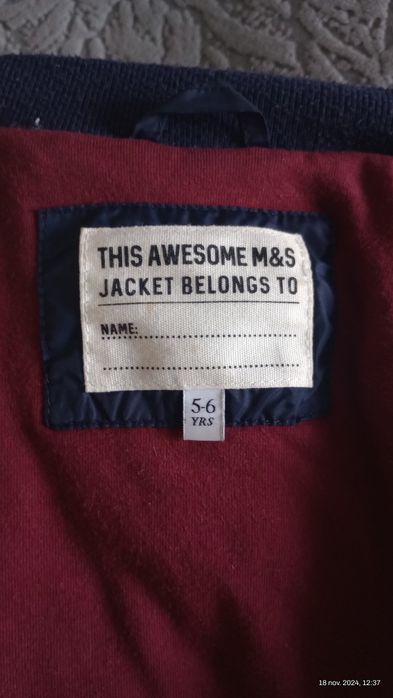 THIS AWESOME M&S
JACKET BELONGS TO
NAME:
5-6
YRS
18 nov. 2024, 12:37